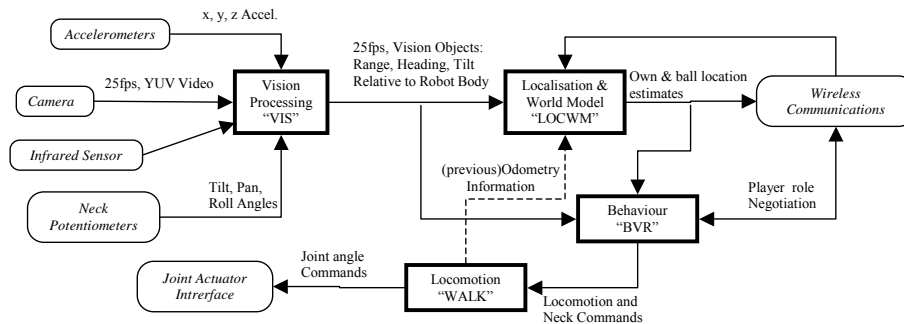 x, y, z Accel.
Accelerometers
25fps, YUV Video
Camera
Infrared Sensor
Tilt, Pan,
Roll Angles
Neck
Potentiometers
Vision
Processing
“VIS”
25fps, Vision Objects:
Range, Heading, Tilt
Relative to Robot Body
Localisation &
World Model
“LOCWM”
Own & ball location
estimates
Wireless
Communications
(previous)Odometry
Information
Behaviour
“BVR”
Player role
Negotiation
Joint Actuator
Intrerface
Joint angle
Commands
Locomotion
“WALK”
Locomotion and
Neck Commands